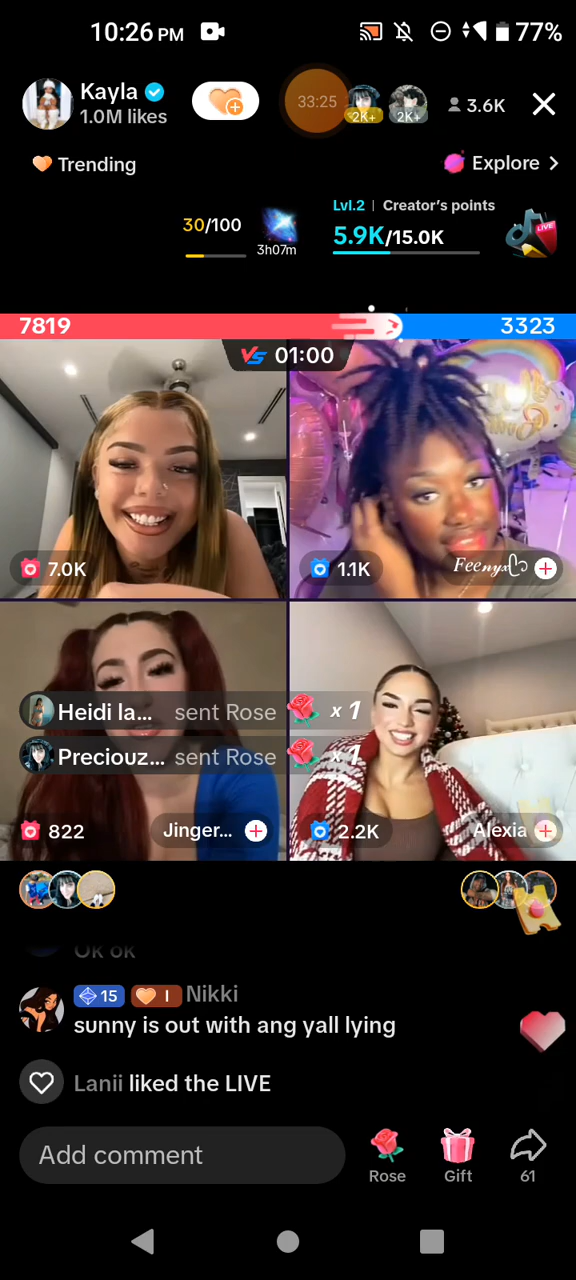 10:26 PM
77%
Kayla
1.0M likes
33:25
2K+
2K+
3.6K
Trending
Explore
30/100
3h07m
Lvl.2 | Creator's points
5.9K/15.0K
LIVE
7819
3323
VS 01:00
7.0K
1.1K
Feenyx
Heidi la... sent Rose x 1
Preciouz... sent Rose x 1
822
Jinger...
2.2K
Alexia
Ok ok
15
I
Nikki
sunny is out with ang yall lying
Lanii liked the LIVE
Add comment
Rose
Gift
61